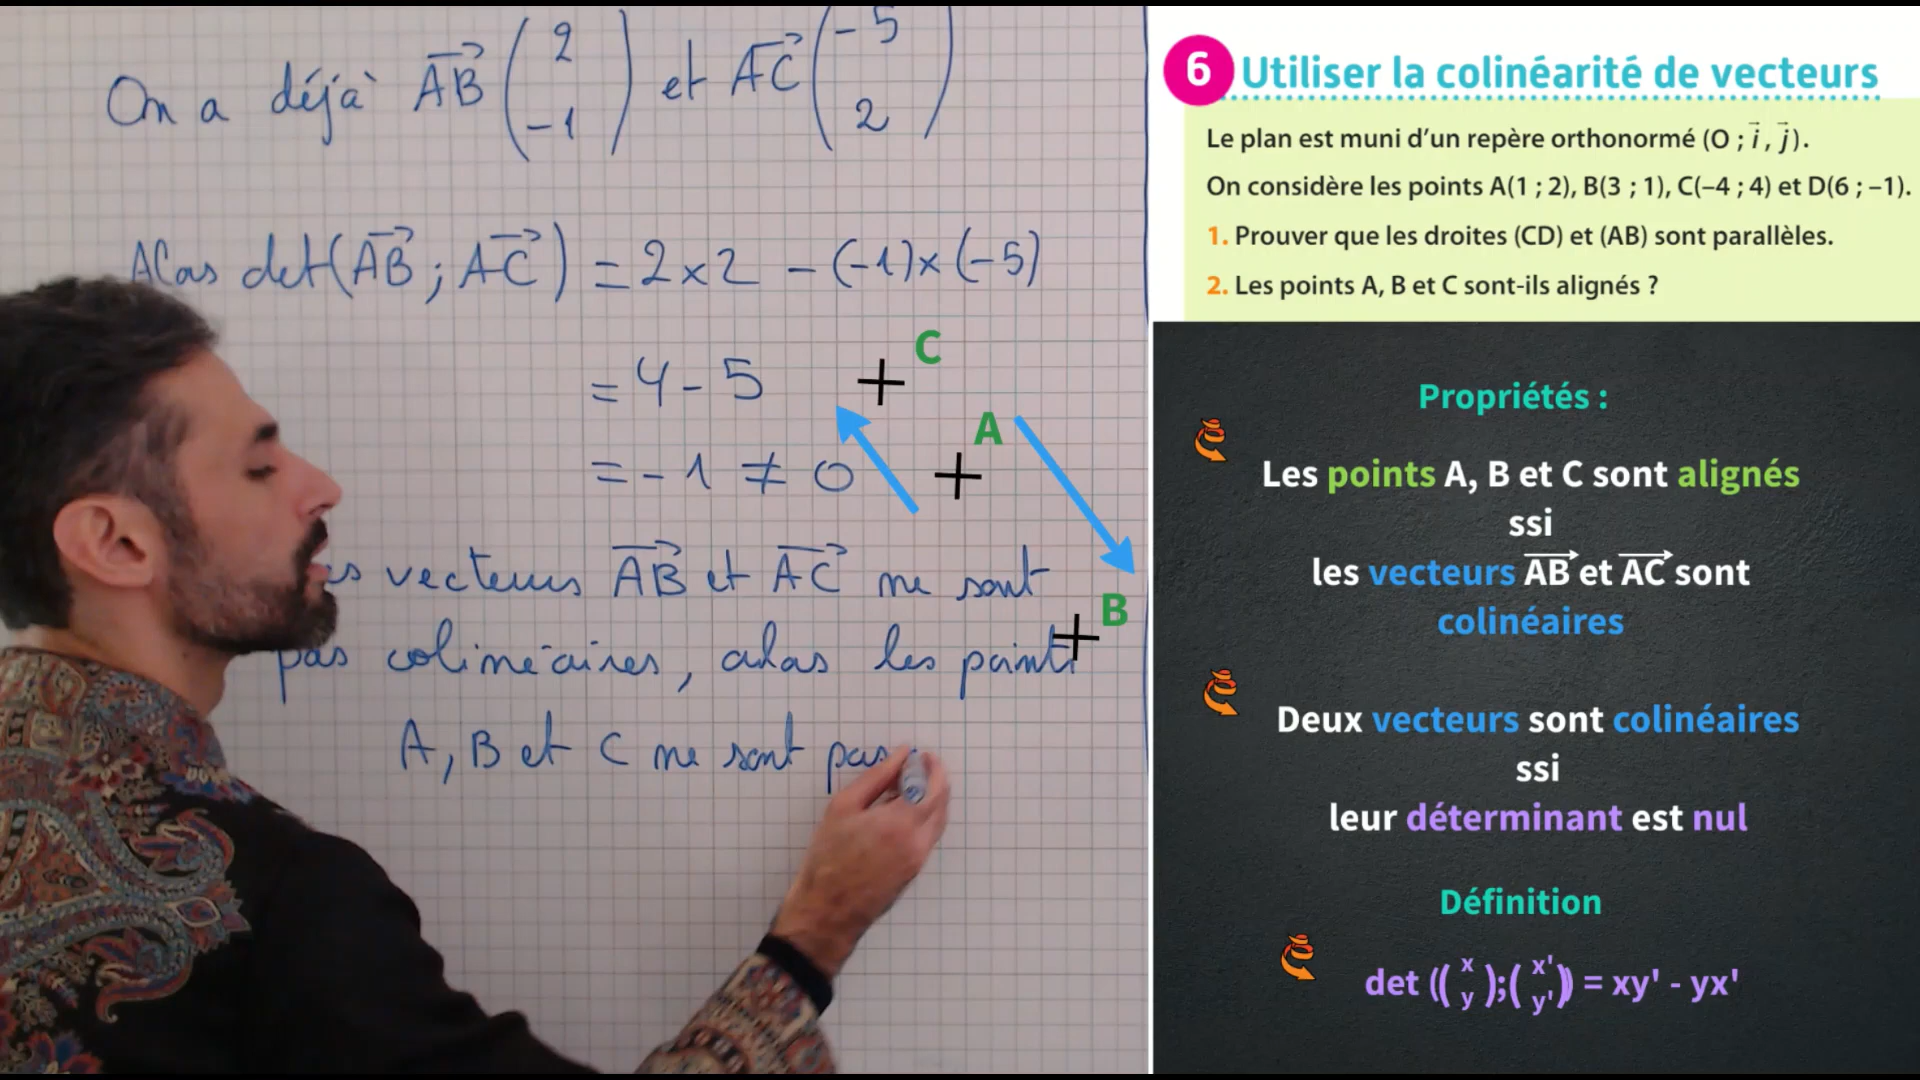 On a déjà AB (2 -1) et AC (-5 2)
Alors det(AB ; AC) = 2×2 - (-1)×(-5)
= 4 - 5
= -1 ≠ 0
vecteurs AB et AC ne sont
pas colinéaires, alors les points
A, B et C ne sont pas
C
A
B
6 Utiliser la colinéarité de vecteurs
Le plan est muni d'un repère orthonormé (O ; i, j).
On considère les points A(1 ; 2), B(3 ; 1), C(–4 ; 4) et D(6 ; –1).
1. Prouver que les droites (CD) et (AB) sont parallèles.
2. Les points A, B et C sont-ils alignés ?
Propriétés :
Les points A, B et C sont alignés
ssi
les vecteurs AB et AC sont
colinéaires
Deux vecteurs sont colinéaires
ssi
leur déterminant est nul
Définition
det ((x y);(x' y')) = xy' - yx'